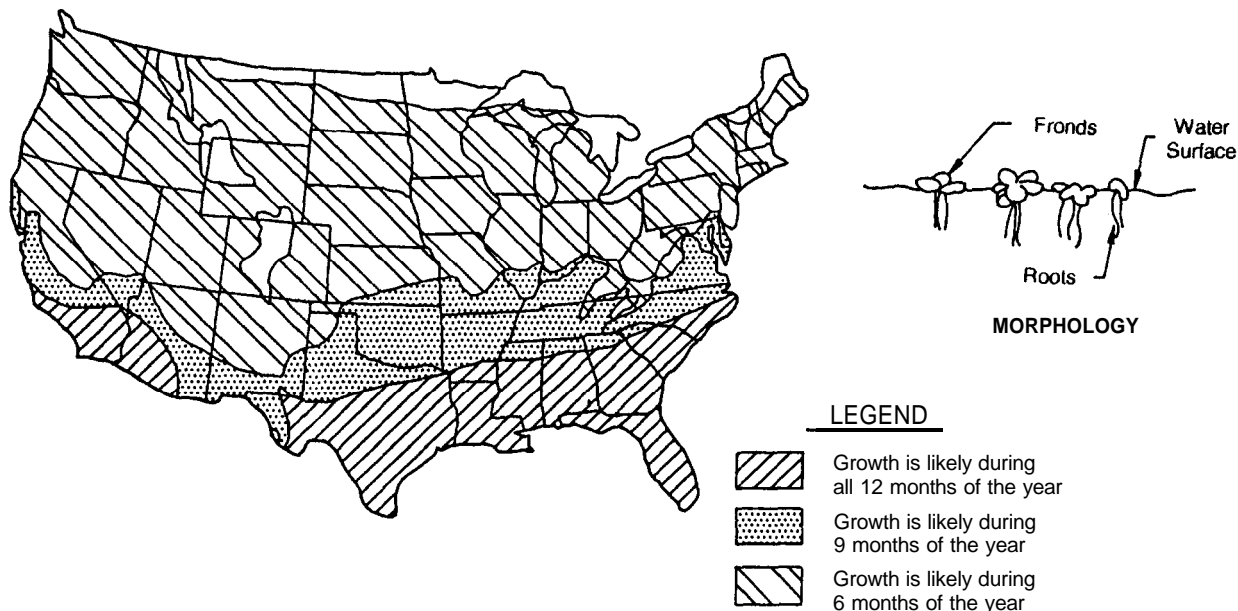 Fronds
Water
Surface
Roots
MORPHOLOGY
LEGEND
Growth is likely during
all 12 months of the year
Growth is likely during
9 months of the year
Growth is likely during
6 months of the year